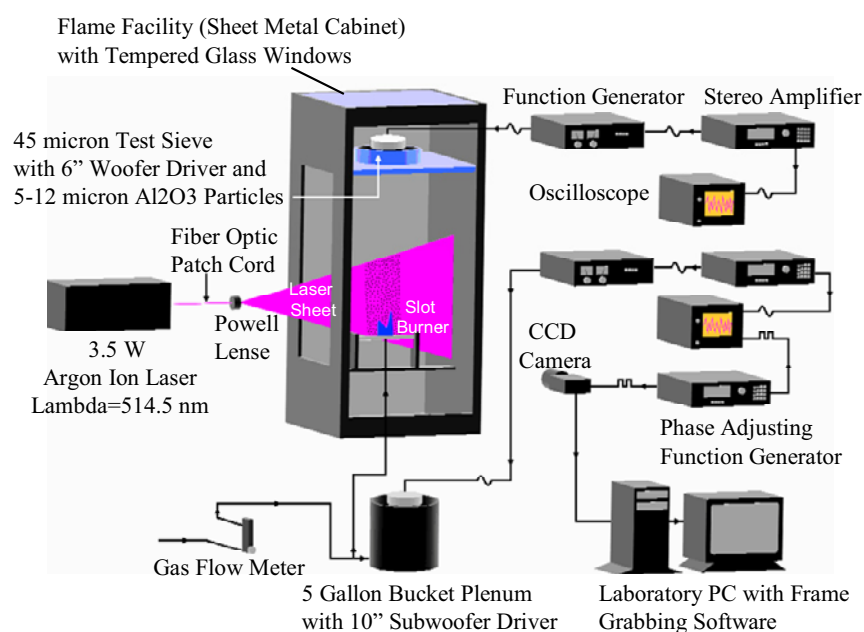 Flame Facility (Sheet Metal Cabinet)
with Tempered Glass Windows
Function Generator
Stereo Amplifier
45 micron Test Sieve
with 6” Woofer Driver and
5-12 micron Al2O3 Particles
Oscilloscope
Fiber Optic
Patch Cord
Laser
Sheet
Slot
Burner
Powell
Lense
CCD
Camera
3.5 W
Argon Ion Laser
Lambda=514.5 nm
Phase Adjusting
Function Generator
Gas Flow Meter
5 Gallon Bucket Plenum
with 10” Subwoofer Driver
Laboratory PC with Frame
Grabbing Software